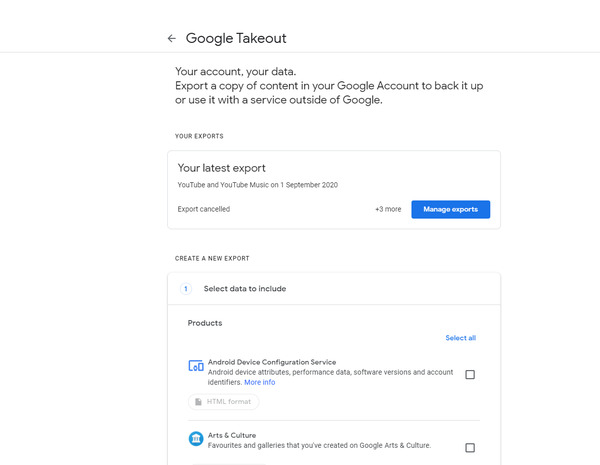 Google Takeout
Your account, your data.
Export a copy of content in your Google Account to back it up
or use it with a service outside of Google.
YOUR EXPORTS
Your latest export
YouTube and YouTube Music on 1 September 2020
Export cancelled
+3 more
Manage exports
CREATE A NEW EXPORT
1
Select data to include
Products
Select all
Android Device Configuration Service
Android device attributes, performance data, software versions and account
identifiers. More info
HTML format
Arts & Culture
Favourites and galleries that you've created on Google Arts & Culture.